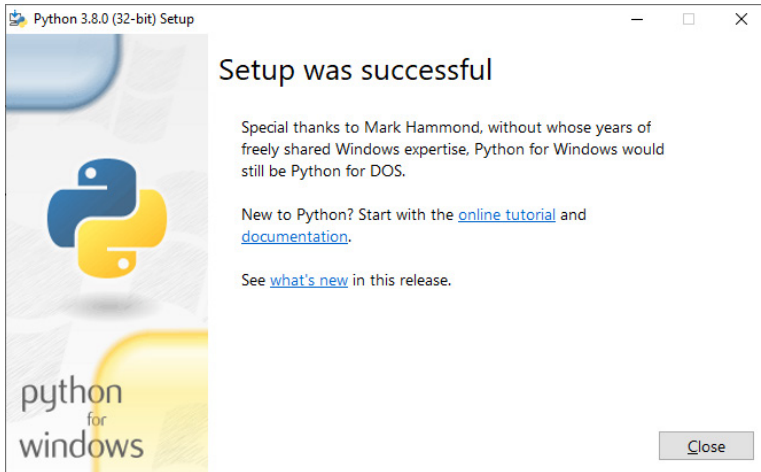 Python 3.8.0 (32-bit) Setup
Setup was successful
Special thanks to Mark Hammond, without whose years of
freely shared Windows expertise, Python for Windows would
still be Python for DOS.
New to Python? Start with the online tutorial and
documentation.
See what's new in this release.
python
for
windows
Close